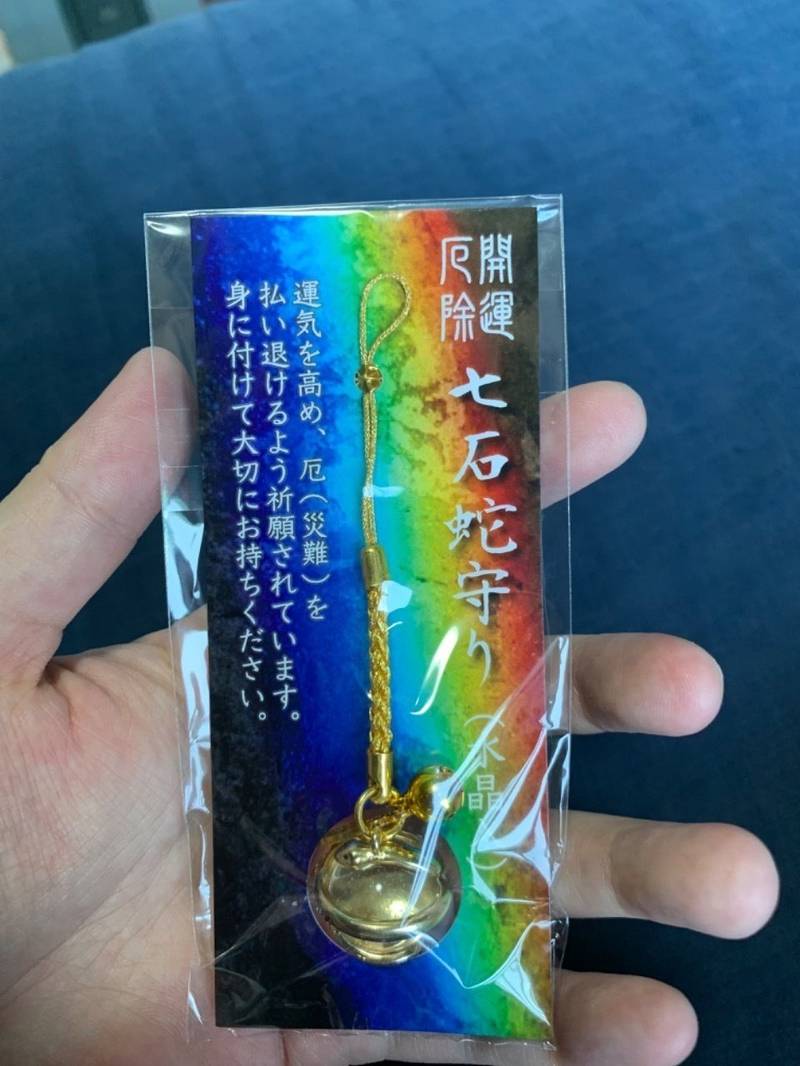 開運
厄除
七石蛇守り(水晶)
運気を高め、厄(災難)を
払い退けるよう祈願されています。
身に付けて大切にお持ちください。